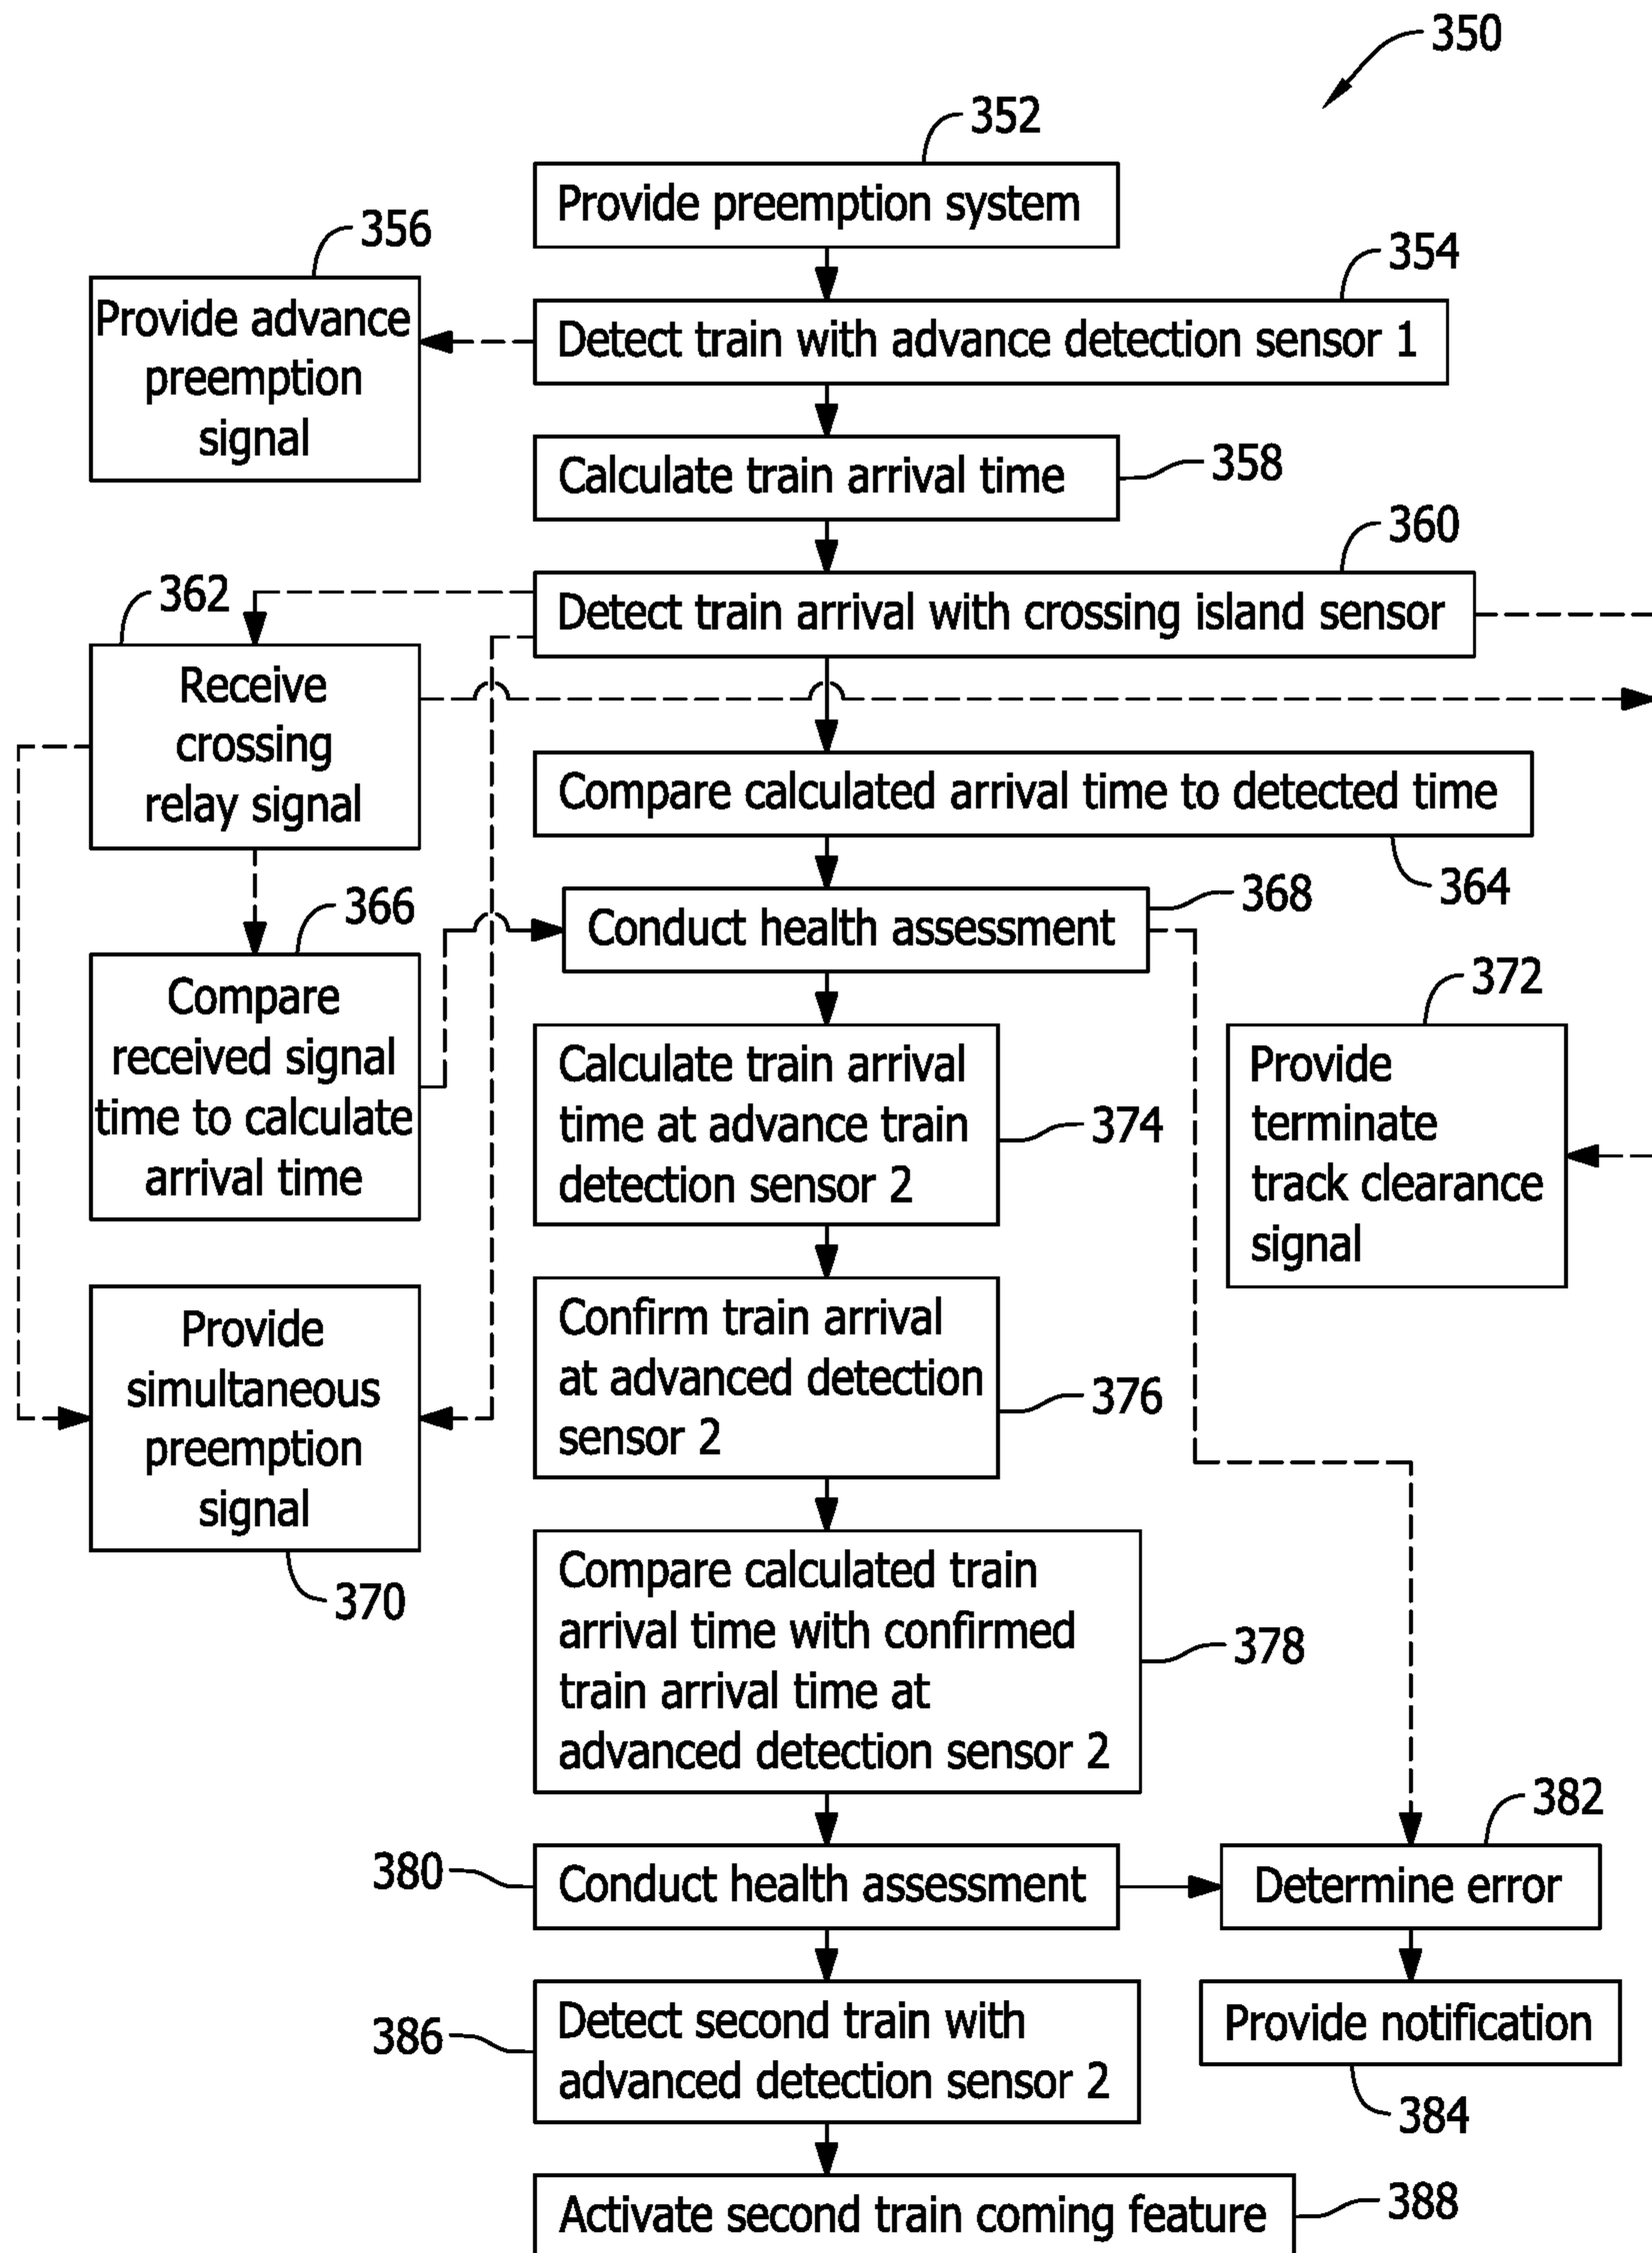 350
352
Provide preemption system
356
354
Provide advance
preemption
signal
Detect train with advance detection sensor 1
Calculate train arrival time
358
360
362
Detect train arrival with crossing island sensor
Receive
crossing
relay signal
Compare calculated arrival time to detected time
364
366
368
Conduct health assessment
Compare
received signal
time to calculate
arrival time
372
Provide
terminate
track clearance
signal
Calculate train arrival
time at advance train
detection sensor 2
374
Provide
simultaneous
preemption
signal
370
Confirm train arrival
at advanced detection
sensor 2
376
Compare calculated train
arrival time with confirmed
train arrival time at
advanced detection sensor 2
378
382
380
Conduct health assessment
Determine error
386
Detect second train with
advanced detection sensor 2
Provide notification
384
Activate second train coming feature
388